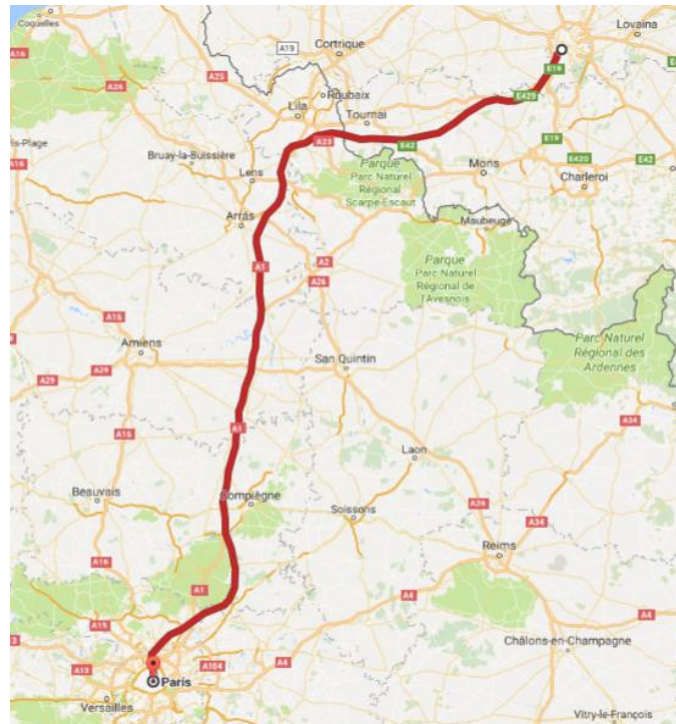 Coquelles
A16
A26
A25
A19
Cortrique
Roubaix
Lila
Tournai
Lovaina
E19
E429
A23
E42
E19
E420
E42
is-Plage
A16
Bruay-la-Buissière
Lens
Parque
Parc Naturel
Régional
Scarpe-Escaut
Mons
Charleroi
Arrás
Maubeuge
A1
A2
A26
Parque
Parc Naturel
Régional de
l'Avesnois
A16
Amiens
San Quintín
Parc Naturel
Régional des
Ardennes
A29
A29
A1
A15
A34
Laon
Beauvais
Compiègne
Soissons
A26
A34
Reims
A16
A1
A4
A15
A4
Châlons-en-Champagne
A13
A104
A4
París
Versailles
Vitry-le-François